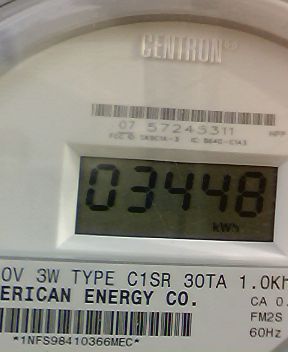 CENTRON®
07 57245311
03448
kWh
0V 3W TYPE C1SR 30TA 1.0Kh
ERICAN ENERGY CO.
CA 0.
FM2S
60Hz
*1NFS98410366MEC*